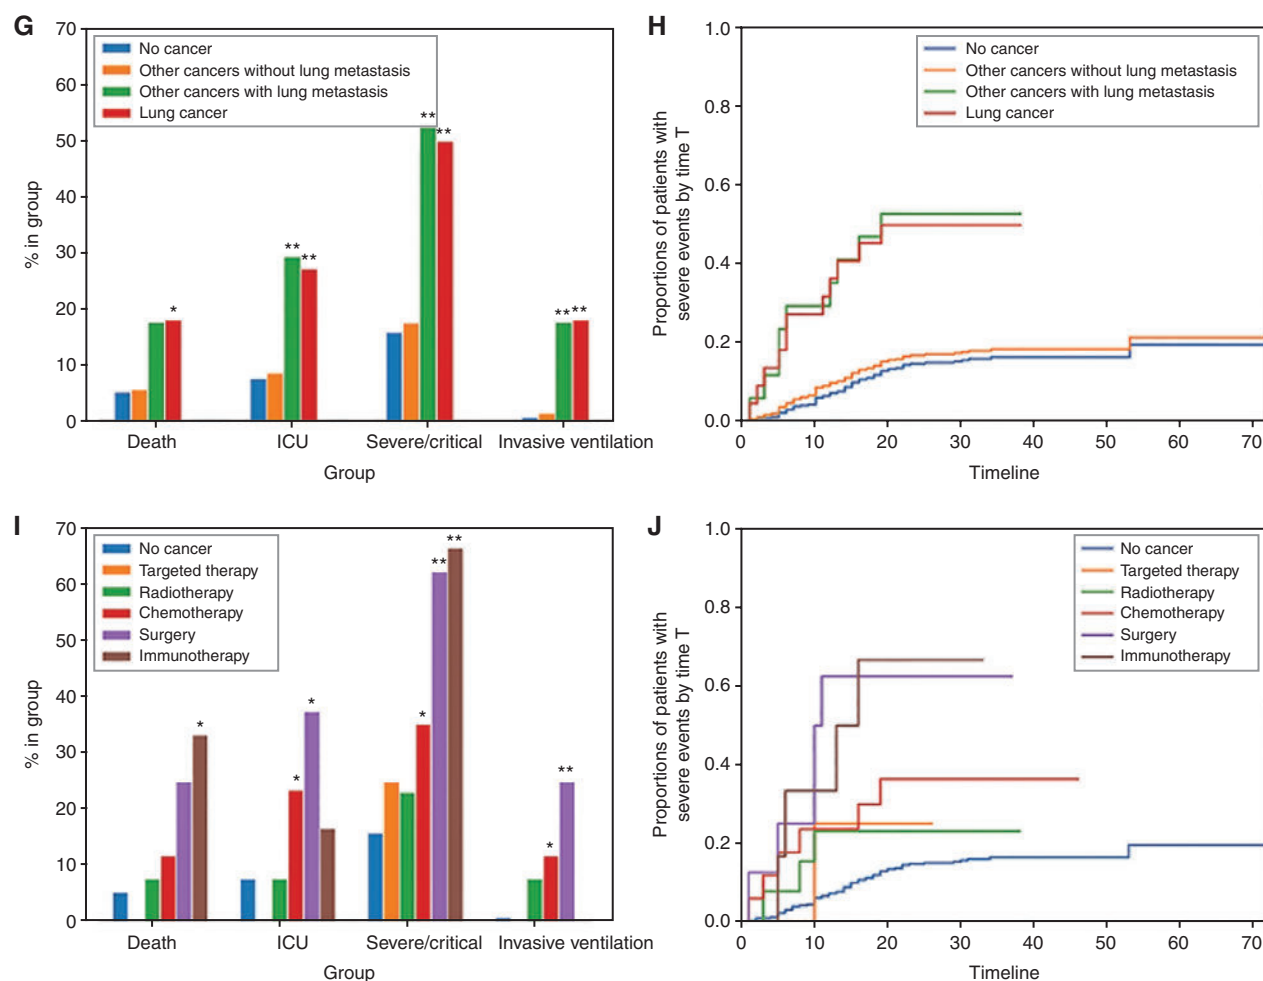 G
70
60
50
40
30
20
10
0
% in group
No cancer
Other cancers without lung metastasis
Other cancers with lung metastasis
Lung cancer
*
**
**
**
**
**
**
Death
ICU
Severe/critical
Invasive ventilation
Group
H
1.0
0.8
0.6
0.4
0.2
0.0
Proportions of patients with
severe events by time T
No cancer
Other cancers without lung metastasis
Other cancers with lung metastasis
Lung cancer
0
10
20
30
40
50
60
70
Timeline
I
70
60
50
40
30
20
10
0
% in group
No cancer
Targeted therapy
Radiotherapy
Chemotherapy
Surgery
Immunotherapy
*
*
*
*
**
**
*
**
Death
ICU
Severe/critical
Invasive ventilation
Group
J
1.0
0.8
0.6
0.4
0.2
0.0
Proportions of patients with
severe events by time T
No cancer
Targeted therapy
Radiotherapy
Chemotherapy
Surgery
Immunotherapy
0
10
20
30
40
50
60
70
Timeline